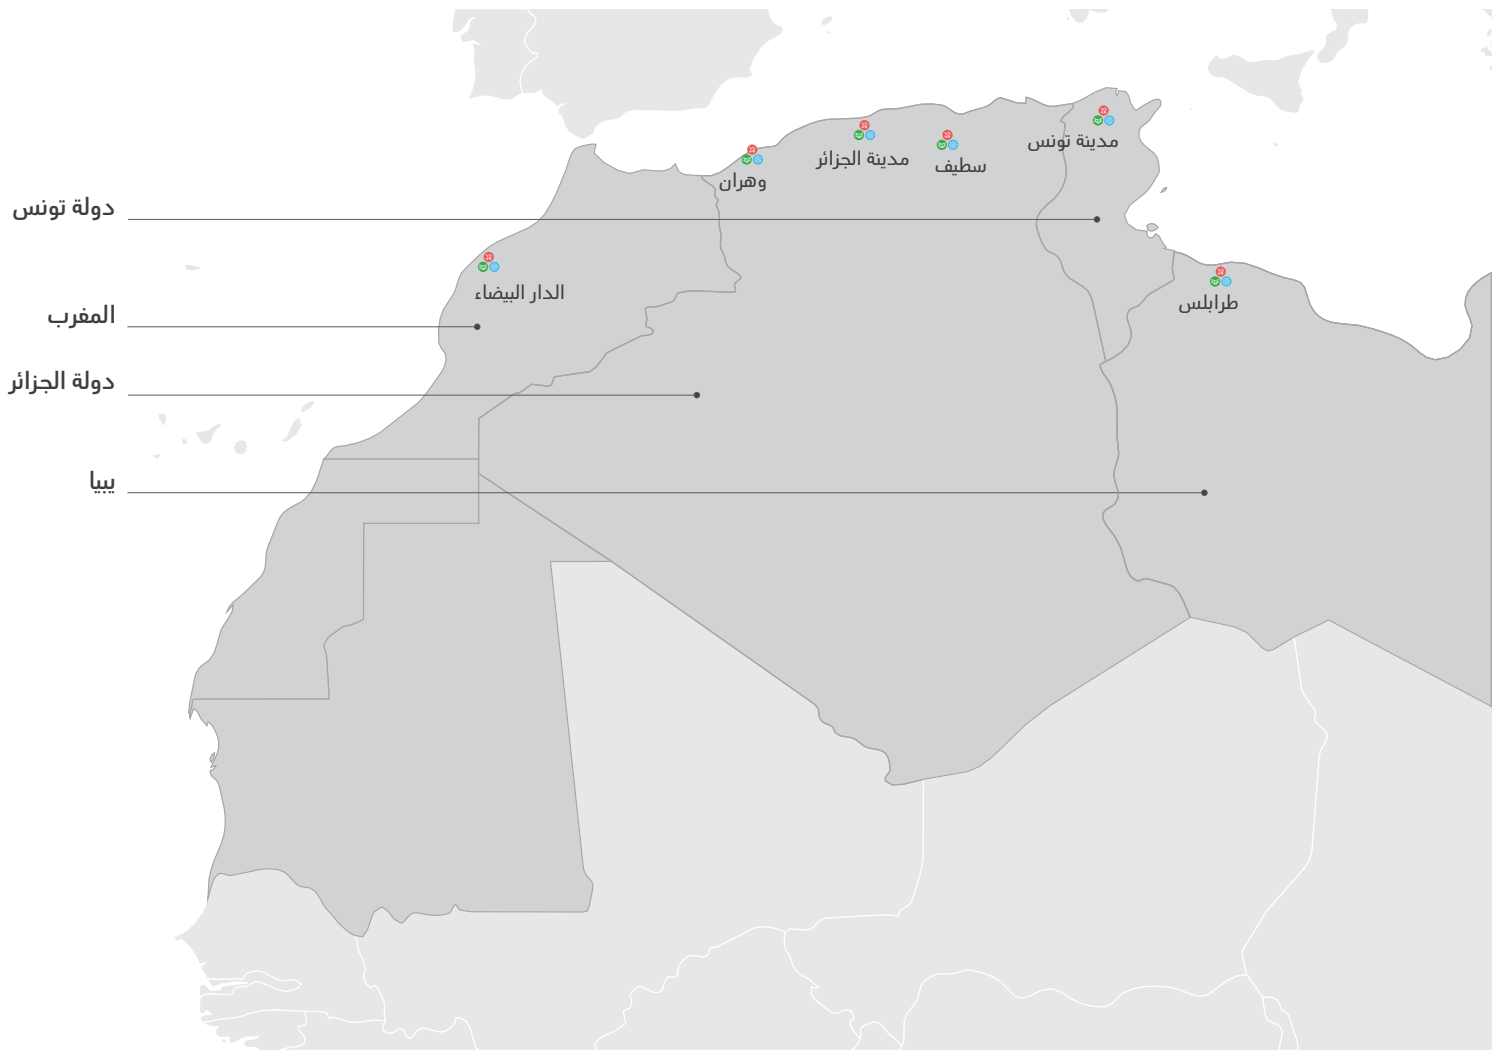 مدينة تونس
مدينة الجزائر
سطيف
وهران
دولة تونس
الدار البيضاء
طرابلس
المغرب
دولة الجزائر
يبيا